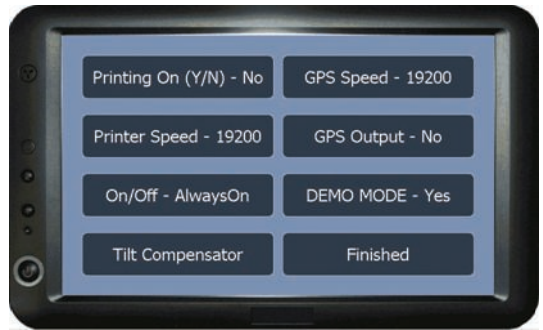 Printing On (Y/N) - No
GPS Speed - 19200
Printer Speed - 19200
GPS Output - No
On/Off - AlwaysOn
DEMO MODE - Yes
Tilt Compensator
Finished